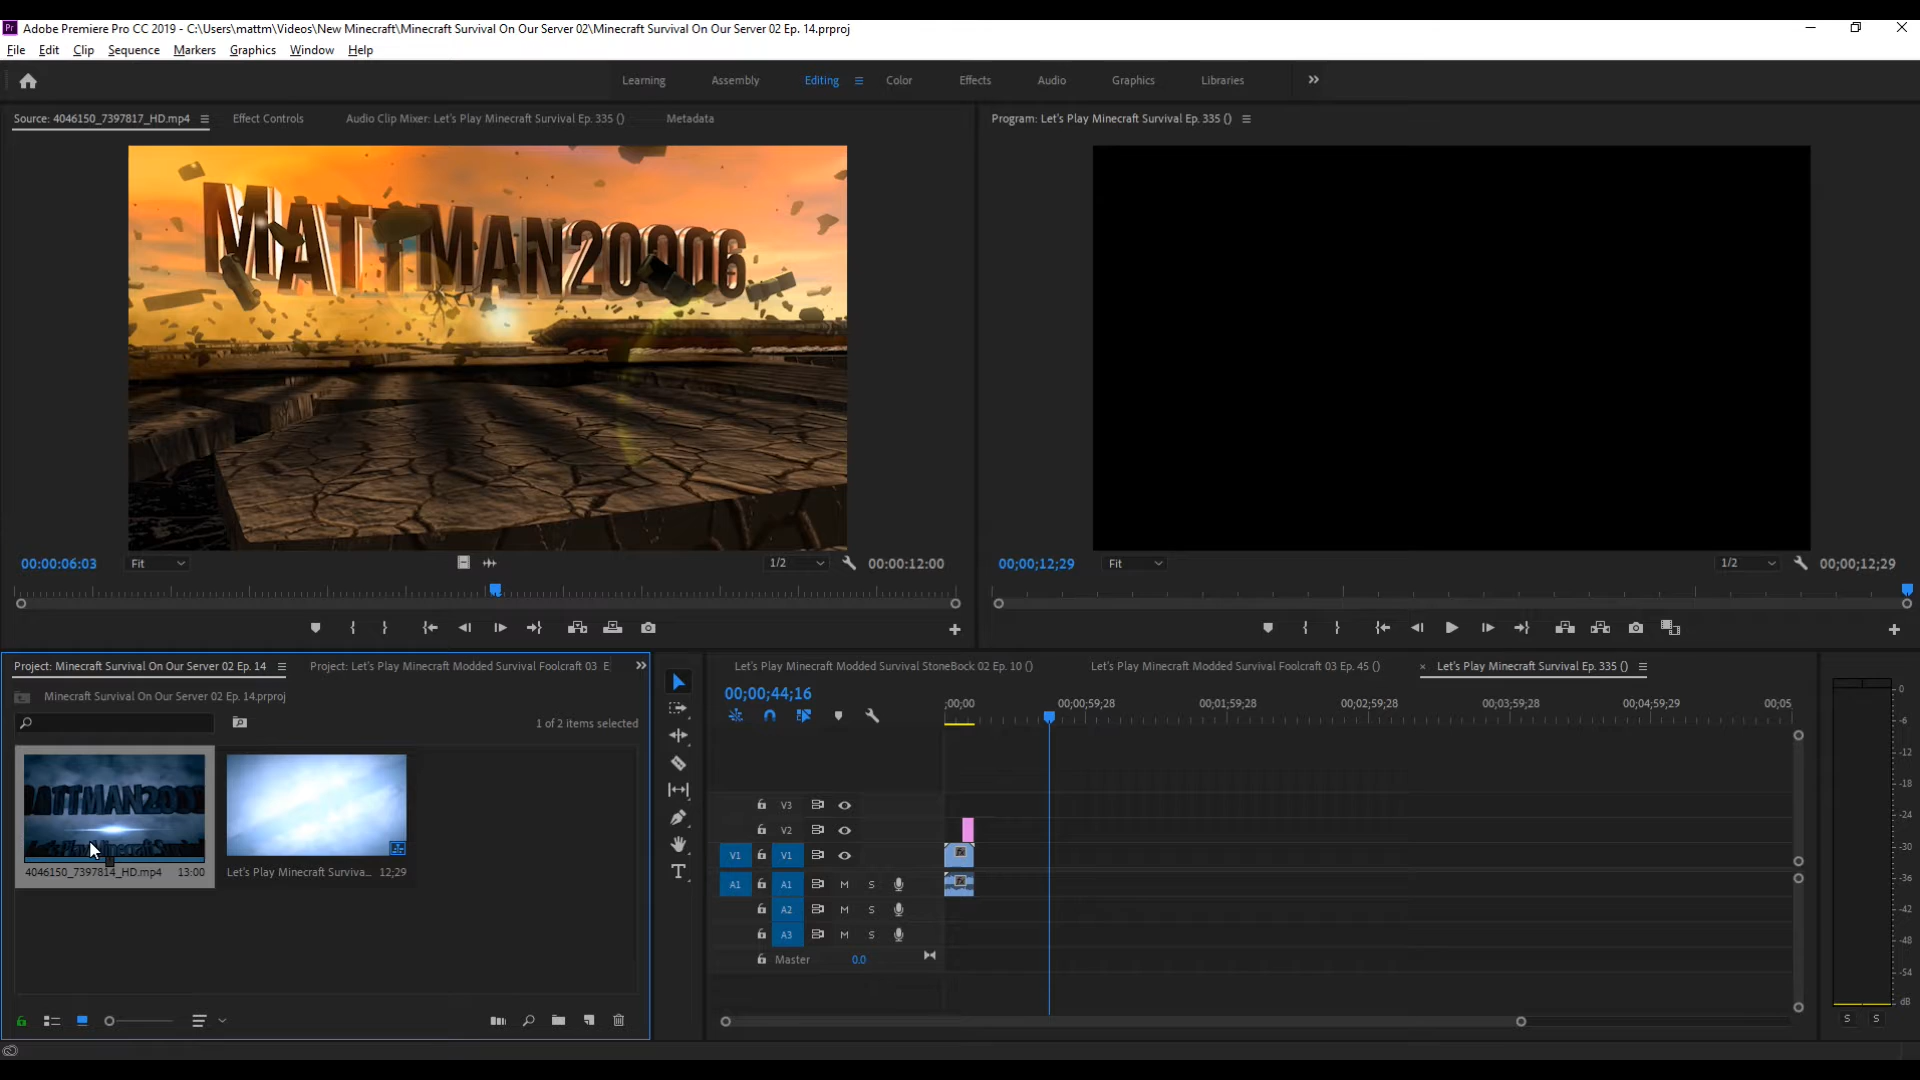 Pr Adobe Premiere Pro CC 2019 - C:\Users\mattm\Videos\New Minecraft\Minecraft Survival On Our Server 02\Minecraft Survival On Our Server 02 Ep. 14.prproj
File Edit Clip Sequence Markers Graphics Window Help
Learning Assembly Editing Color Effects Audio Graphics Libraries
Source: 4046150_7397817_HD.mp4 Effect Controls Audio Clip Mixer: Let's Play Minecraft Survival Ep. 335 () Metadata
Program: Let's Play Minecraft Survival Ep. 335 ()
MATTMAN20006
00:00:06:03 Fit 1/2 00:00:12:00
00;00;12;29 Fit 1/2 00;00;12;29
Project: Minecraft Survival On Our Server 02 Ep. 14 Project: Let's Play Minecraft Modded Survival Foolcraft 03 E
Let's Play Minecraft Modded Survival StoneBock 02 Ep. 10 () Let's Play Minecraft Modded Survival Foolcraft 03 Ep. 45 () × Let's Play Minecraft Survival Ep. 335 ()
Minecraft Survival On Our Server 02 Ep. 14.prproj
1 of 2 items selected
4046150_7397814_HD.mp4 13:00
Let's Play Minecraft Surviva... 12;29
00;00;44;16
;00;00 00;00;59;28 00;01;59;28 00;02;59;28 00;03;59;28 00;04;59;29 00;05
V3
V2
V1 V1
A1 A1 M S
A2 M S
A3 M S
Master 0.0
0
-6
-12
-18
-24
-30
-36
-42
-48
-54
dB
S S